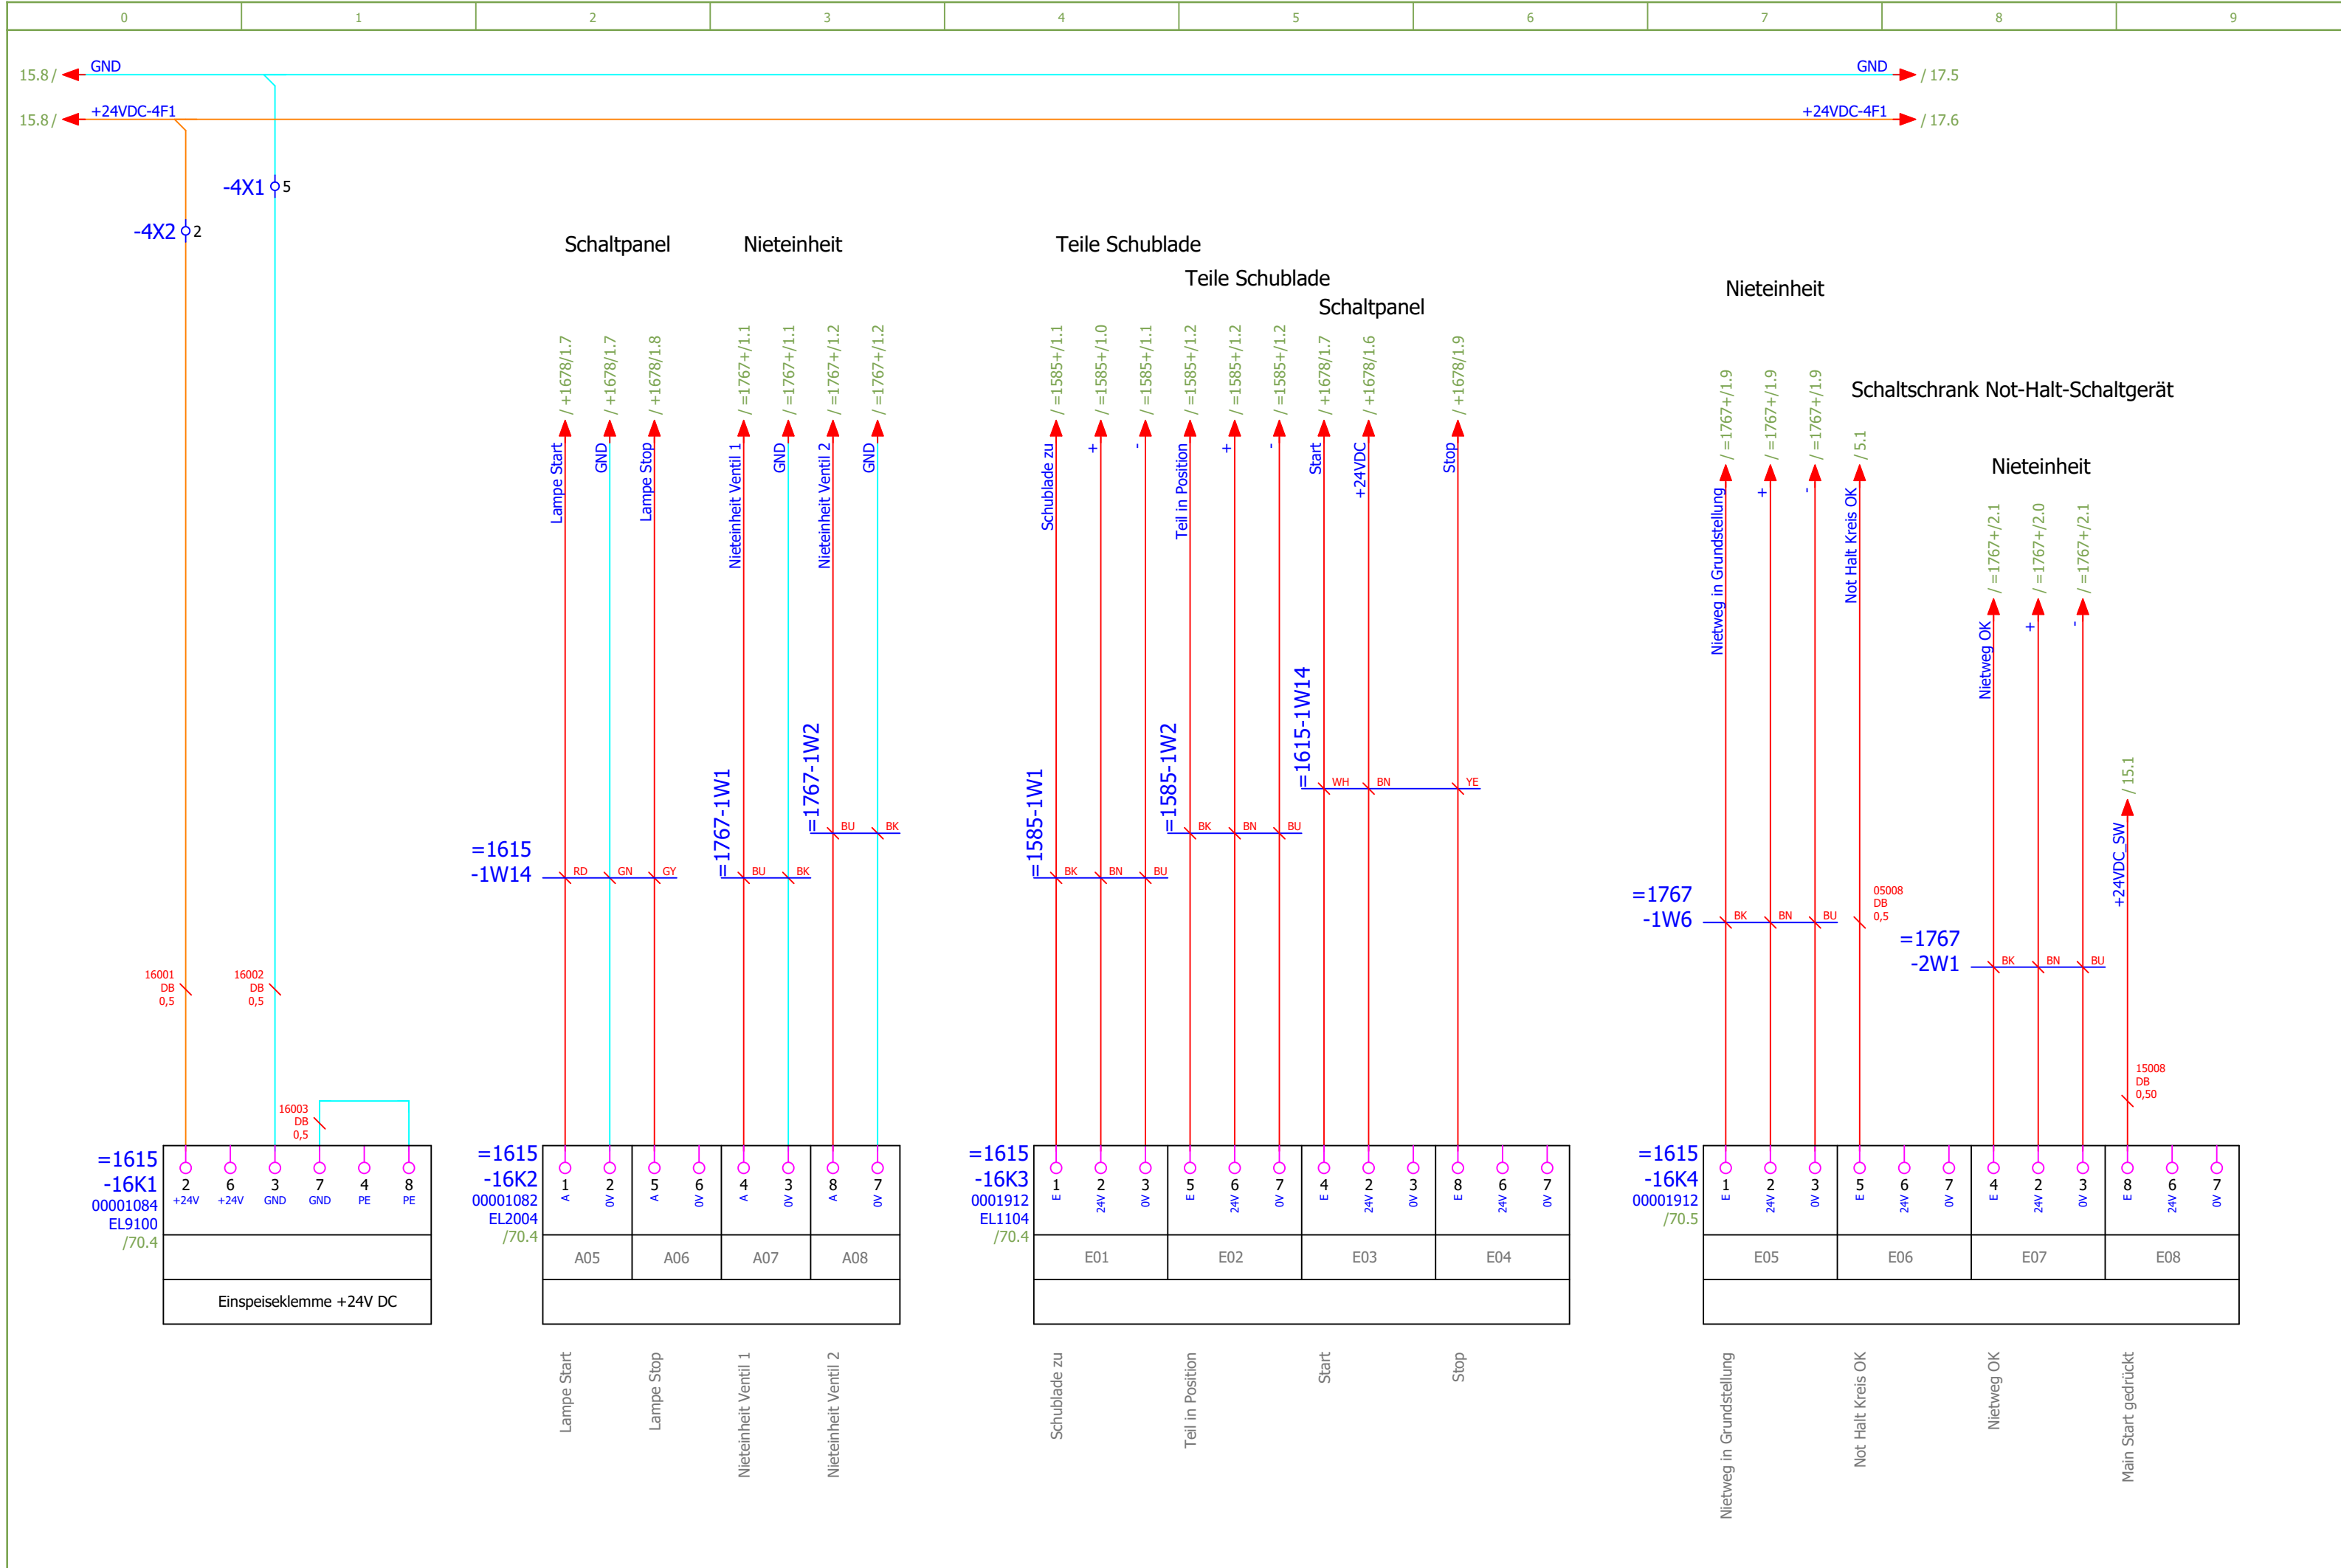 0 1 2 3 4 5 6 7 8 9
15.8/ GND GND / 17.5
15.8/ +24VDC-4F1 +24VDC-4F1 / 17.6
-4X1 5
-4X2 2
Schaltpanel
Nieteinheit
Teile Schublade
Teile Schublade
Schaltpanel
Nieteinheit
Schaltschrank Not-Halt-Schaltgerät
Nieteinheit
/ +1678/1.7
/ +1678/1.7
/ +1678/1.8
/ =1767+/1.1
/ =1767+/1.1
/ =1767+/1.2
/ =1767+/1.2
/ =1585+/1.1
/ =1585+/1.0
/ =1585+/1.1
/ =1585+/1.2
/ =1585+/1.2
/ =1585+/1.2
/ +1678/1.7
/ +1678/1.6
/ +1678/1.9
/ =1767+/1.9
/ =1767+/1.9
/ =1767+/1.9
/ 5.1
/ =1767+/2.1
/ =1767+/2.0
/ =1767+/2.1
/ 15.1
Lampe Start
GND
Lampe Stop
Nieteinheit Ventil 1
GND
Nieteinheit Ventil 2
GND
Schublade zu
+
-
Teil in Position
+
-
Start
+24VDC
Stop
Nietweg in Grundstellung
+
-
Not Halt Kreis OK
Nietweg OK
+
-
+24VDC_SW
=1615
-1W14
RD GN GY
=1767-1W1
BU BK
=1767-1W2
BU BK
=1585-1W1
BK BN BU
=1585-1W2
BK BN BU
=1615-1W14
WH BN YE
=1767
-1W6
BK BN BU
05008
DB
0,5
=1767
-2W1
BK BN BU
15008
DB
0,50
16001
DB
0,5
16002
DB
0,5
16003
DB
0,5
=1615
-16K1
00001084
EL9100
/70.4
2 6 3 7 4 8
+24V +24V GND GND PE PE
Einspeiseklemme +24V DC
=1615
-16K2
00001082
EL2004
/70.4
1 2 5 6 4 3 8 7
A 0V A 0V A 0V A 0V
A05 A06 A07 A08
=1615
-16K3
0001912
EL1104
/70.4
1 2 3 5 6 7 4 2 3 8 6 7
E 24V 0V E 24V 0V E 24V 0V E 24V 0V
E01 E02 E03 E04
=1615
-16K4
00001912
/70.5
1 2 3 5 6 7 4 2 3 8 6 7
E 24V 0V E 24V 0V E 24V 0V E 24V 0V
E05 E06 E07 E08
Lampe Start
Lampe Stop
Nieteinheit Ventil 1
Nieteinheit Ventil 2
Schublade zu
Teil in Position
Start
Stop
Nietweg in Grundstellung
Not Halt Kreis OK
Nietweg OK
Main Start gedrückt